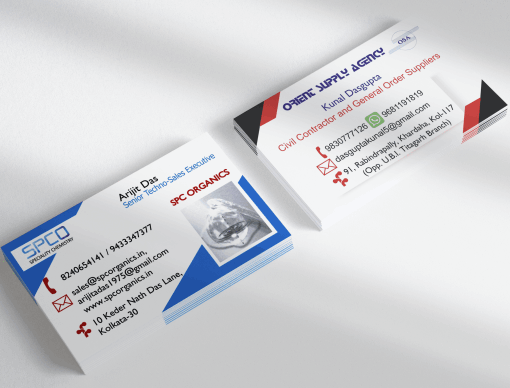 SPCO
SPECIALITY CHEMISTRY
Arijit Das
Senior Techno-Sales Executive
SPC ORGANICS
8240654141 / 9433347377
sales@spcorganics.in,
arijitadas1975@gmail.com
www.spcorganics.in
10 Keder Nath Das Lane,
Kolkata-30
OSA
ORIENT SUPPLY AGENCY
Kunal Dasgupta
Civil Contractor and General Order Suppliers
9830777126 9681191819
dasguptakunal5@gmail.com
91, Rabindrapally, Khardaha, Kol-117
(Opp. U.B.I. Titagarh Branch)